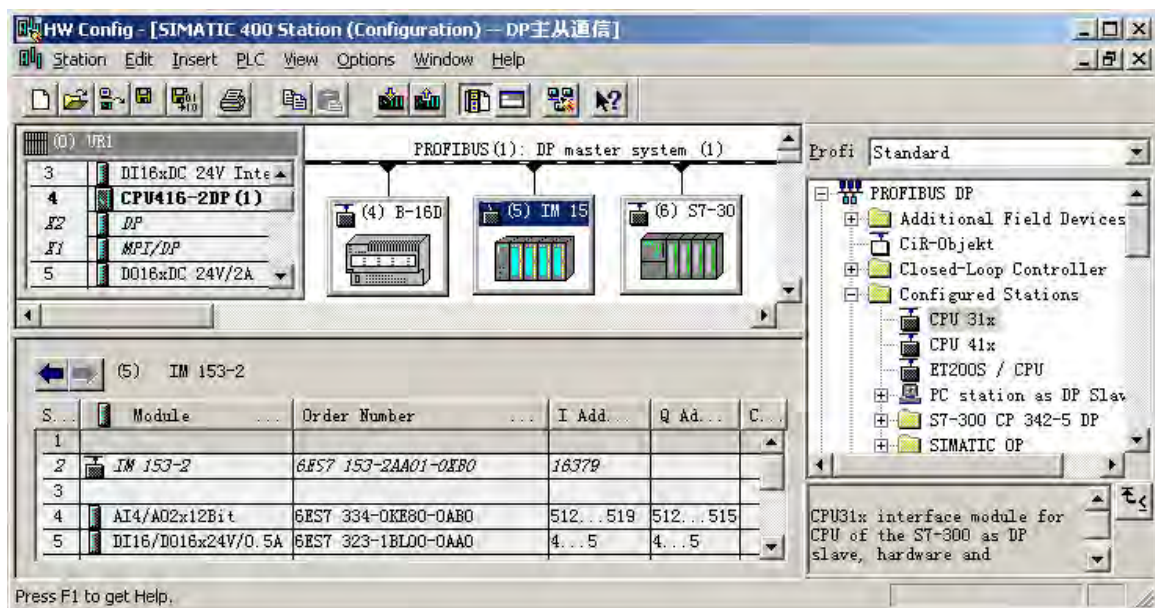 HW Config - [SIMATIC 400 Station (Configuration) -- DP主从通信]
Station Edit Insert PLC View Options Window Help
(0) UR1
3 DI16xDC 24V Inte
4 CPU416-2DP(1)
X2 DP
X1 MPI/DP
5 DO16xDC 24V/2A
PROFIBUS(1): DP master system (1)
(4) B-16D
(5) IM 15
(6) S7-30
Profi Standard
PROFIBUS DP
Additional Field Devices
CiR-Objekt
Closed-Loop Controller
Configured Stations
CPU 31x
CPU 41x
ET200S / CPU
PC station as DP Slav
S7-300 CP 342-5 DP
SIMATIC OP
CPU31x interface module for
CPU of the S7-300 as DP
slave, hardware and
(5) IM 153-2
S... Module ... Order Number ... I Add... Q Ad... C...
1
2 IM 153-2 6ES7 153-2AA01-0XB0 16379
3
4 AI4/AO2x12Bit 6ES7 334-0KE80-0AB0 512...519 512...515
5 DI16/DO16x24V/0.5A 6ES7 323-1BL00-0AA0 4...5 4...5
Press F1 to get Help.